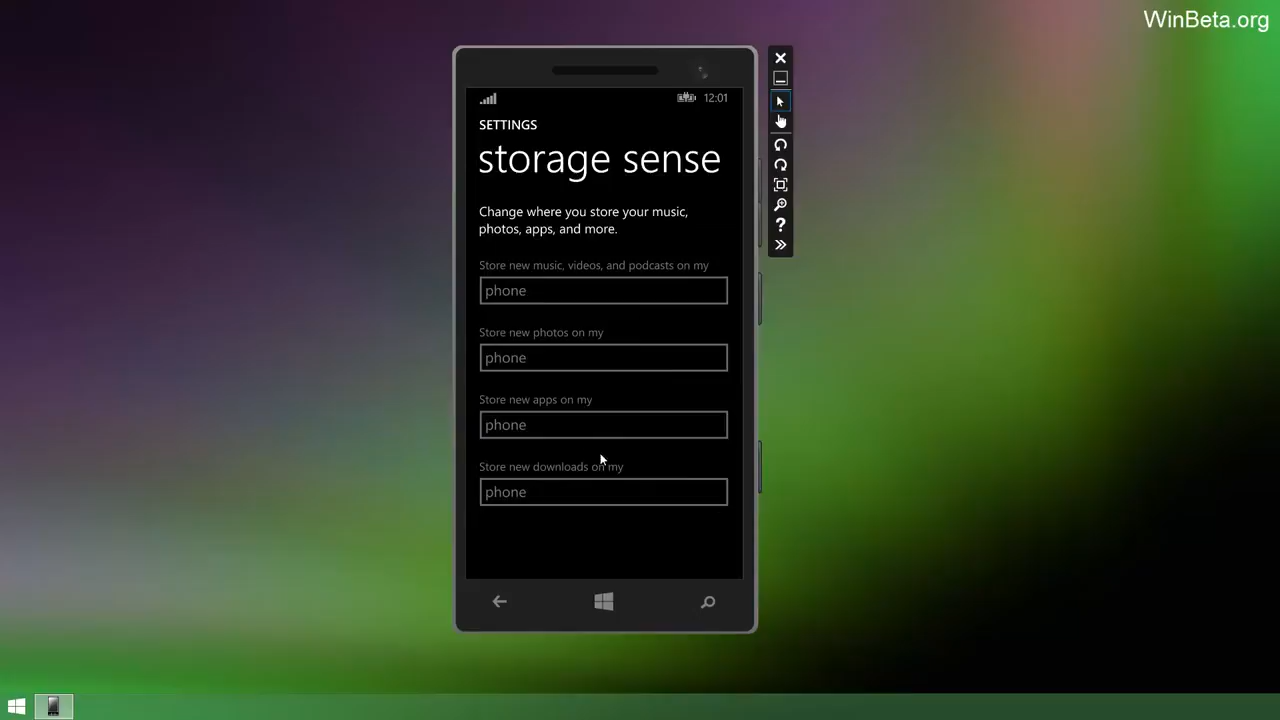 WinBeta.org
12:01
SETTINGS
storage sense
Change where you store your music,
photos, apps, and more.
Store new music, videos, and podcasts on my
phone
Store new photos on my
phone
Store new apps on my
phone
Store new downloads on my
phone